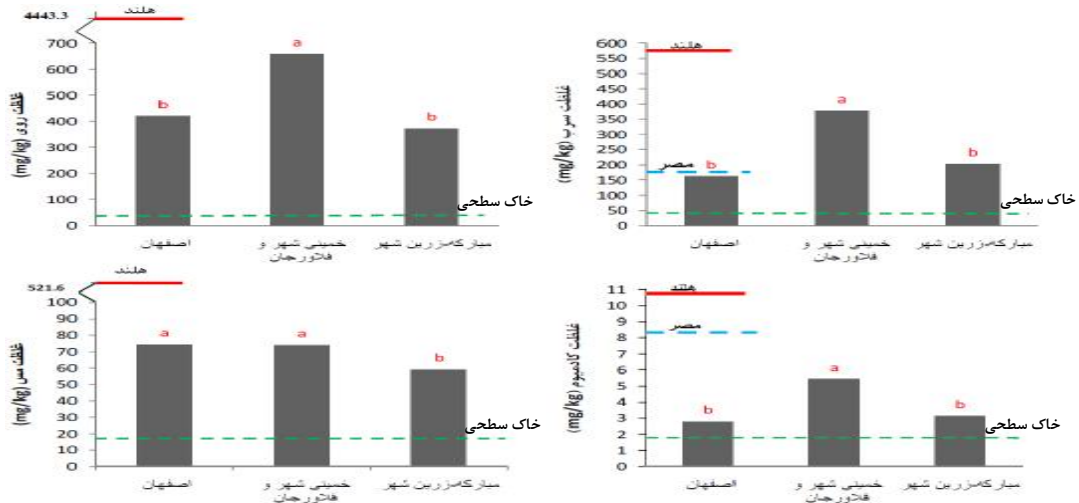 4443.3
هلند
غلظت روی (mg/kg)
700
600
500
400
300
200
100
0
b
a
b
خاک سطحی
اصفهان
خمینی شهر و
فلاورجان
مبارکه-زرین شهر
600
550
500
450
400
350
300
250
200
150
100
50
0
هلند
غلظت سرب (mg/kg)
مصر
b
a
b
خاک سطحی
اصفهان
خمینی شهر و
فلاورجان
مبارکه-زرین شهر
521.6
هلند
غلظت مس (mg/kg)
100
90
80
70
60
50
40
30
20
10
0
a
a
b
خاک سطحی
اصفهان
خمینی شهر و
فلاورجان
مبارکه-زرین شهر
11
10
9
8
7
6
5
4
3
2
1
0
هلند
مصر
غلظت کادمیوم (mg/kg)
b
a
b
خاک سطحی
اصفهان
خمینی شهر و
فلاورجان
مبارکه-زرین شهر